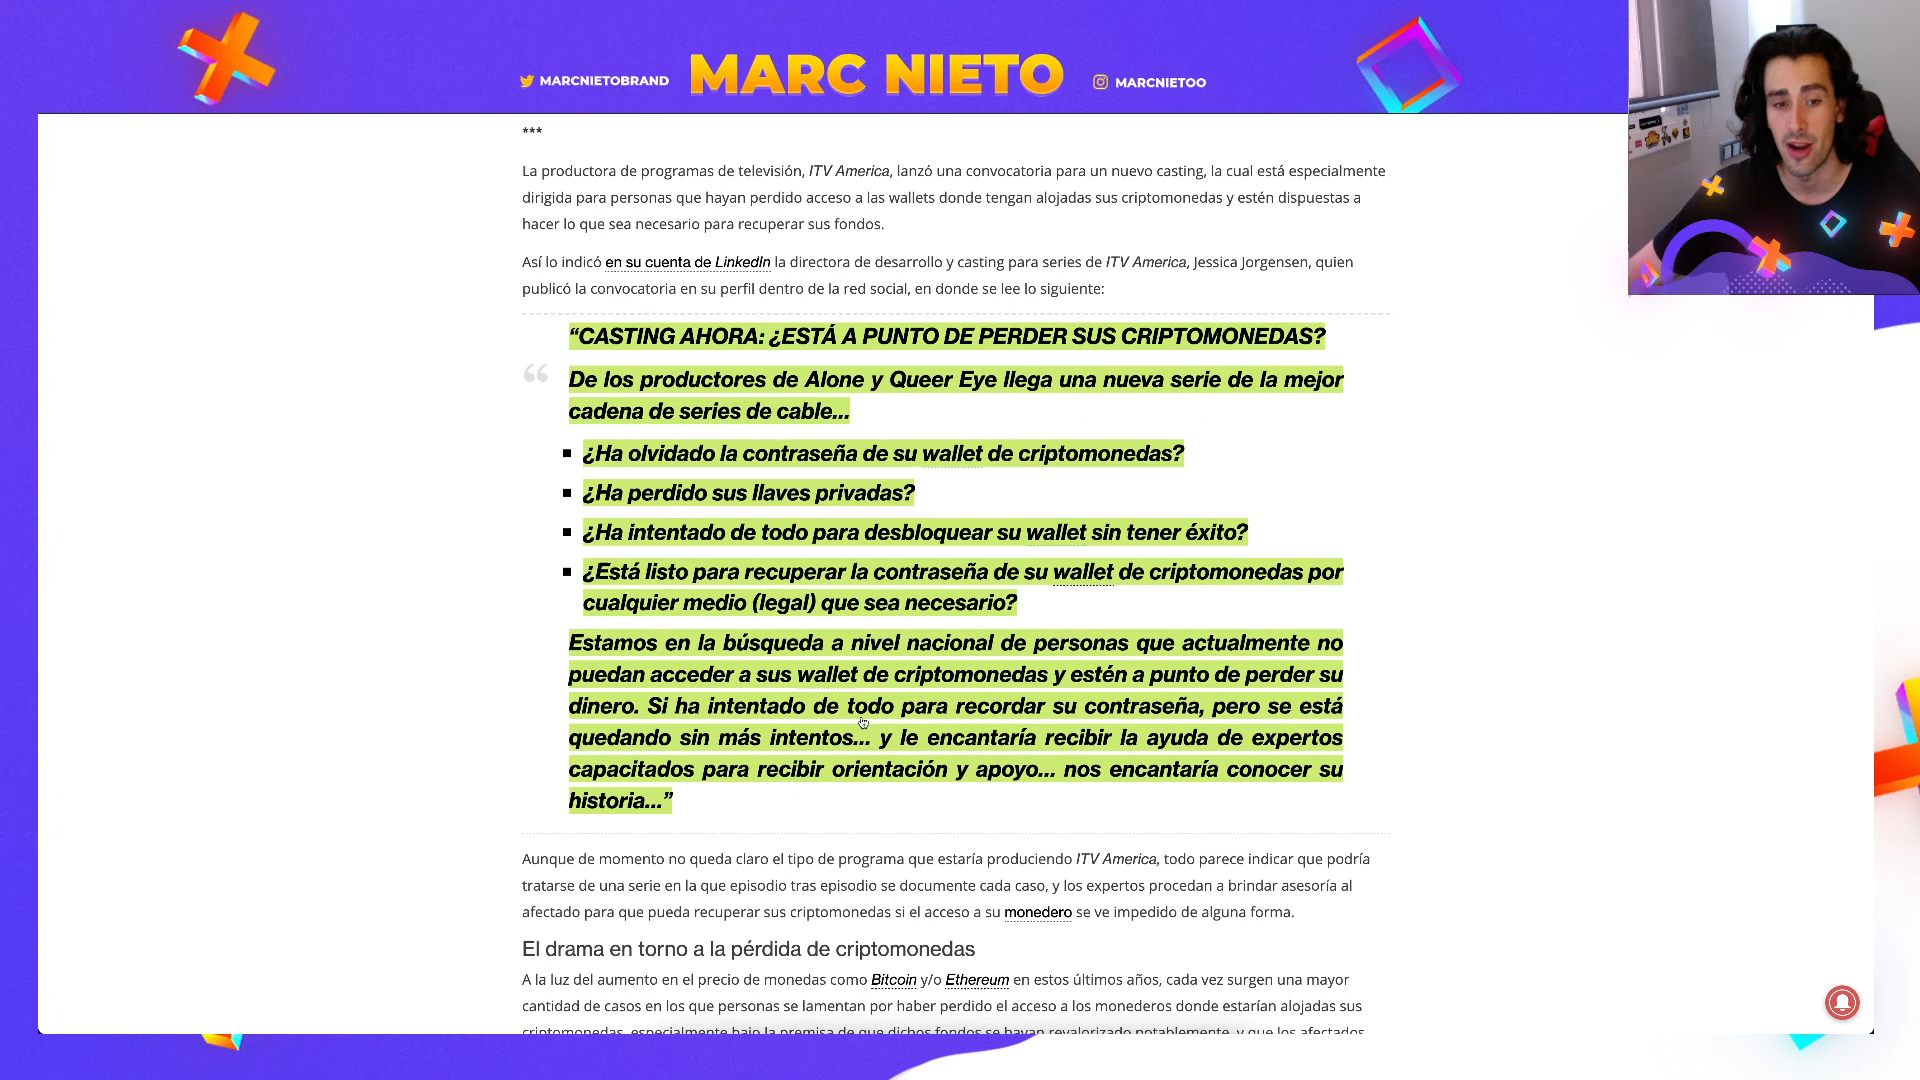 MARCNIETOBRAND MARC NIETO MARCNIETOO
***
La productora de programas de televisión, ITV America, lanzó una convocatoria para un nuevo casting, la cual está especialmente
dirigida para personas que hayan perdido acceso a las wallets donde tengan alojadas sus criptomonedas y estén dispuestas a
hacer lo que sea necesario para recuperar sus fondos.
Así lo indicó en su cuenta de LinkedIn la directora de desarrollo y casting para series de ITV America, Jessica Jorgensen, quien
publicó la convocatoria en su perfil dentro de la red social, en donde se lee lo siguiente:
“CASTING AHORA: ¿ESTÁ A PUNTO DE PERDER SUS CRIPTOMONEDAS?
De los productores de Alone y Queer Eye llega una nueva serie de la mejor
cadena de series de cable...
¿Ha olvidado la contraseña de su wallet de criptomonedas?
¿Ha perdido sus llaves privadas?
¿Ha intentado de todo para desbloquear su wallet sin tener éxito?
¿Está listo para recuperar la contraseña de su wallet de criptomonedas por
cualquier medio (legal) que sea necesario?
Estamos en la búsqueda a nivel nacional de personas que actualmente no
puedan acceder a sus wallet de criptomonedas y estén a punto de perder su
dinero. Si ha intentado de todo para recordar su contraseña, pero se está
quedando sin más intentos... y le encantaría recibir la ayuda de expertos
capacitados para recibir orientación y apoyo... nos encantaría conocer su
historia...”
Aunque de momento no queda claro el tipo de programa que estaría produciendo ITV America, todo parece indicar que podría
tratarse de una serie en la que episodio tras episodio se documente cada caso, y los expertos procedan a brindar asesoría al
afectado para que pueda recuperar sus criptomonedas si el acceso a su monedero se ve impedido de alguna forma.
El drama en torno a la pérdida de criptomonedas
A la luz del aumento en el precio de monedas como Bitcoin y/o Ethereum en estos últimos años, cada vez surgen una mayor
cantidad de casos en los que personas se lamentan por haber perdido el acceso a los monederos donde estarían alojadas sus
criptomonedas, especialmente bajo la premisa de que dichos fondos se hayan revalorizado notablemente, y que los afectados